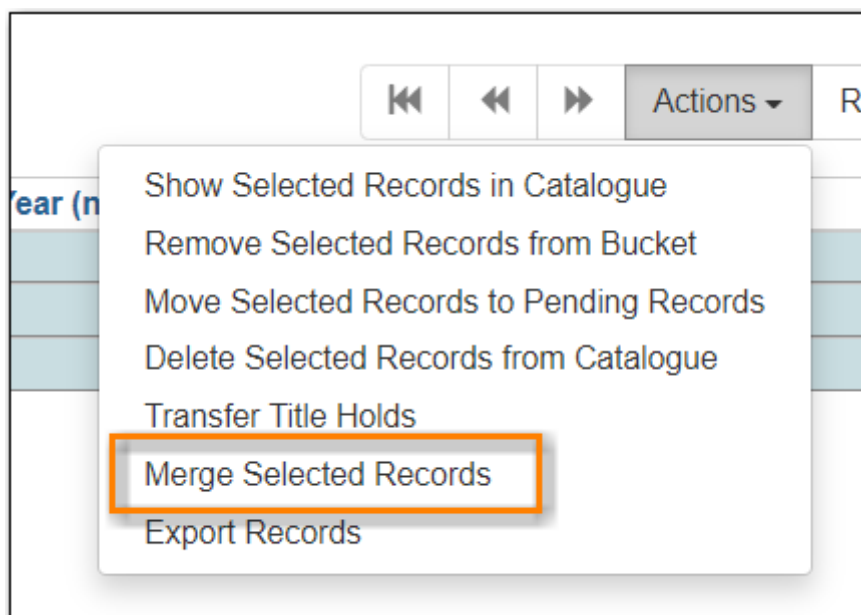 Actions
Show Selected Records in Catalogue
Remove Selected Records from Bucket
Move Selected Records to Pending Records
Delete Selected Records from Catalogue
Transfer Title Holds
Merge Selected Records
Export Records